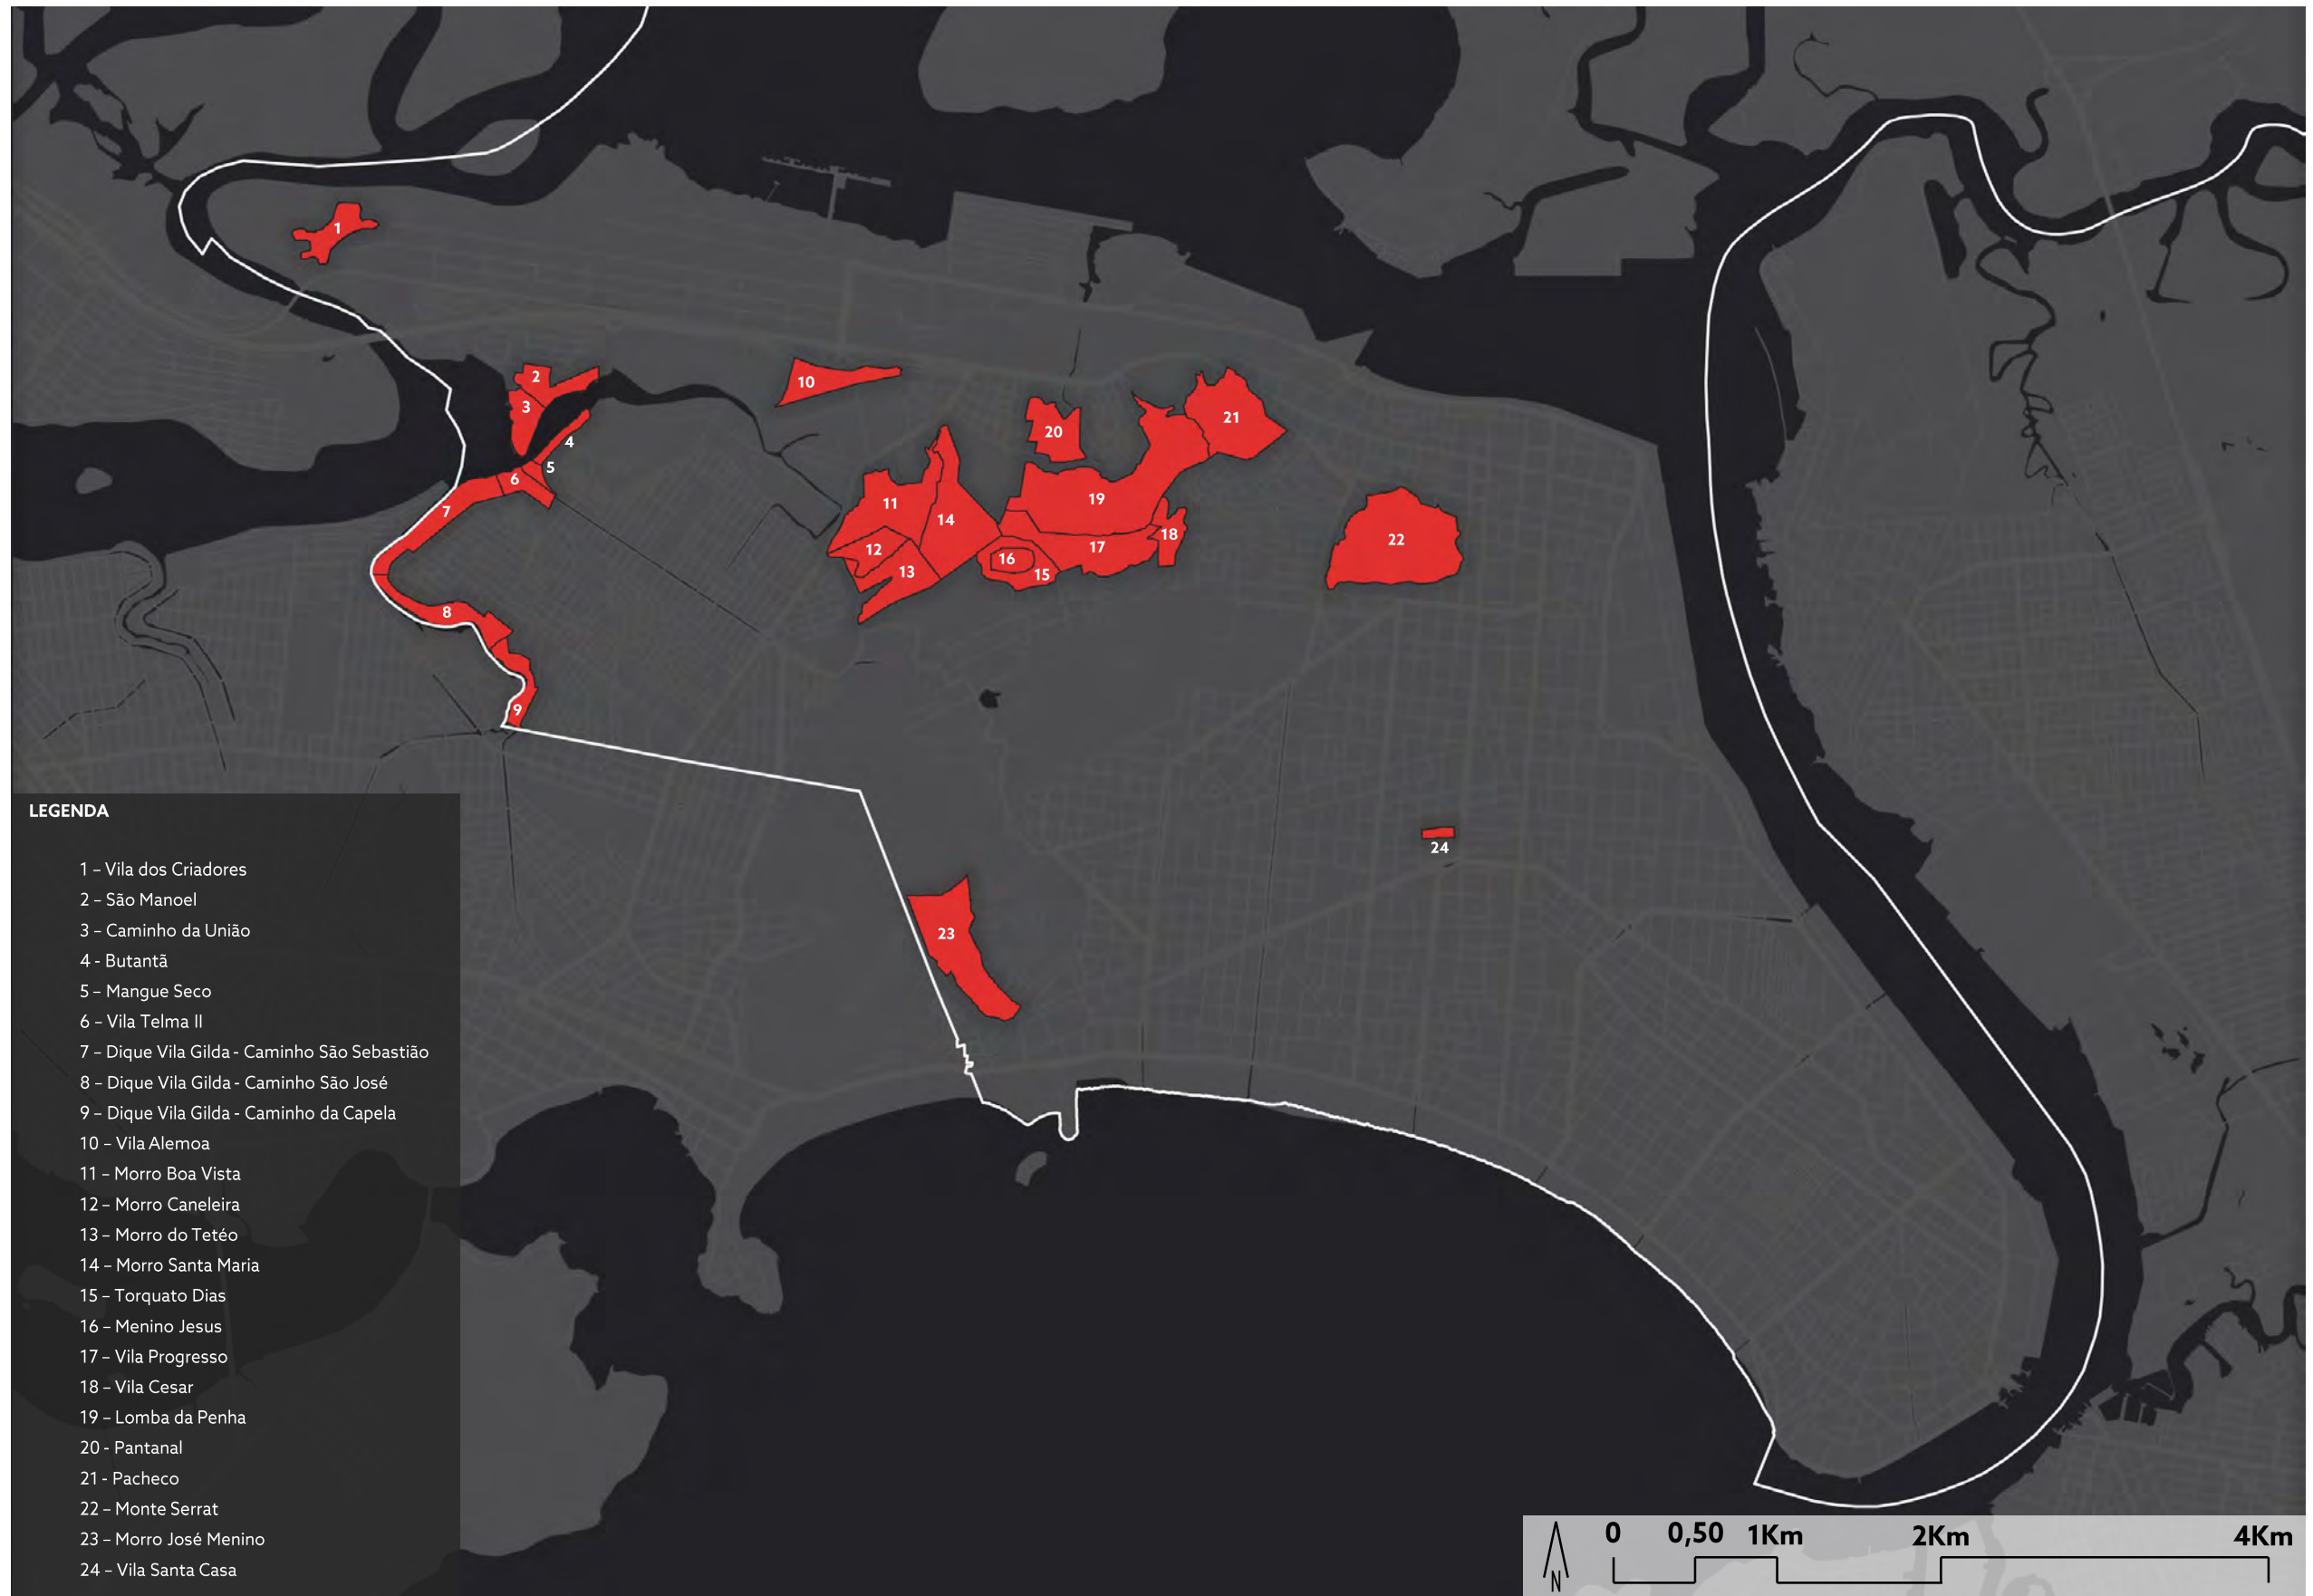 1
2
10
3
21
20
4
5
6
19
11
7
14
18
22
17
12
16
13
15
8
9
LEGENDA
24
1 – Vila dos Criadores
2 – São Manoel
3 – Caminho da União
23
4 - Butantã
5 – Mangue Seco
6 – Vila Telma II
7 – Dique Vila Gilda - Caminho São Sebastião
8 – Dique Vila Gilda - Caminho São José
9 – Dique Vila Gilda - Caminho da Capela
10 – Vila Alemoa
11 – Morro Boa Vista
12 – Morro Caneleira
13 – Morro do Tetéo
14 – Morro Santa Maria
15 – Torquato Dias
16 – Menino Jesus
17 – Vila Progresso
18 – Vila Cesar
19 – Lomba da Penha
20 - Pantanal
21 - Pacheco
22 – Monte Serrat
23 – Morro José Menino
24 – Vila Santa Casa
0 0,50 1Km 2Km 4Km
N